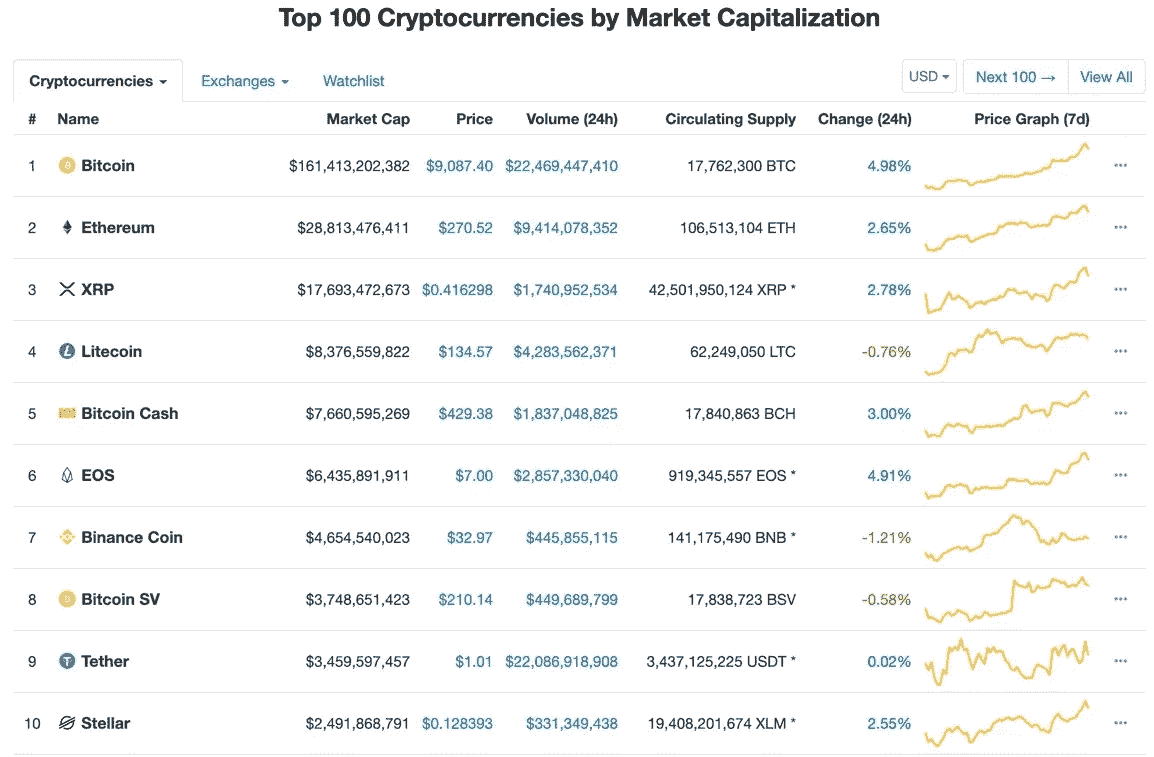 Top 100 Cryptocurrencies by Market Capitalization
Cryptocurrencies Exchanges Watchlist USD Next 100 → View All
# Name Market Cap Price Volume (24h) Circulating Supply Change (24h) Price Graph (7d)
1 Bitcoin $161,413,202,382 $9,087.40 $22,469,447,410 17,762,300 BTC 4.98%
2 Ethereum $28,813,476,411 $270.52 $9,414,078,352 106,513,104 ETH 2.65%
3 XRP $17,693,472,673 $0.416298 $1,740,952,534 42,501,950,124 XRP * 2.78%
4 Litecoin $8,376,559,822 $134.57 $4,283,562,371 62,249,050 LTC -0.76%
5 Bitcoin Cash $7,660,595,269 $429.38 $1,837,048,825 17,840,863 BCH 3.00%
6 EOS $6,435,891,911 $7.00 $2,857,330,040 919,345,557 EOS * 4.91%
7 Binance Coin $4,654,540,023 $32.97 $445,855,115 141,175,490 BNB * -1.21%
8 Bitcoin SV $3,748,651,423 $210.14 $449,689,799 17,838,723 BSV -0.58%
9 Tether $3,459,597,457 $1.01 $22,086,918,908 3,437,125,225 USDT * 0.02%
10 Stellar $2,491,868,791 $0.128393 $331,349,438 19,408,201,674 XLM * 2.55%